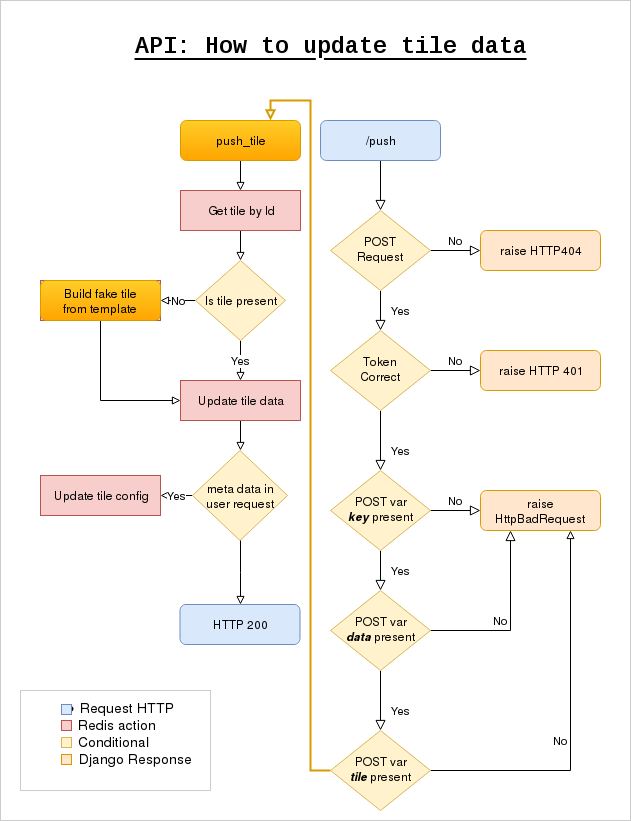 API: How to update tile data
push_tile
/push
Get tile by Id
POST
Request
No
raise HTTP404
Build fake tile
from template
No
Is tile present
Yes
Yes
Token
Correct
No
raise HTTP 401
Update tile data
Yes
Update tile config
Yes
meta data in
user request
POST var
key present
No
raise
HttpBadRequest
Yes
HTTP 200
POST var
data present
No
Yes
No
POST var
tile present
Request HTTP
Redis action
Conditional
Django Response